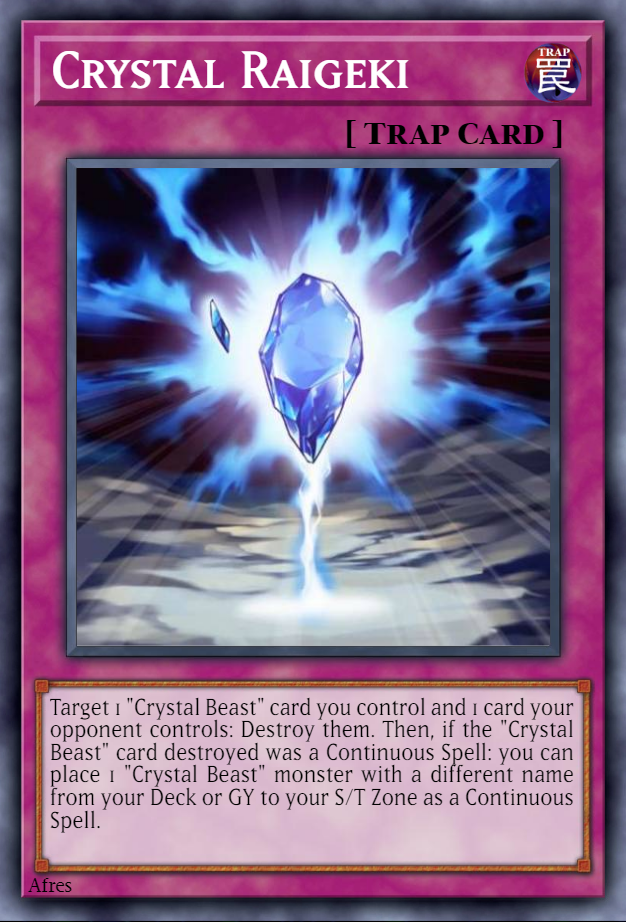 Crystal Raigeki
TRAP
罠
[ Trap Card ]
Target 1 "Crystal Beast" card you control and 1 card your
opponent controls: Destroy them. Then, if the "Crystal
Beast" card destroyed was a Continuous Spell: you can
place 1 "Crystal Beast" monster with a different name
from your Deck or GY to your S/T Zone as a Continuous
Spell.
Afres